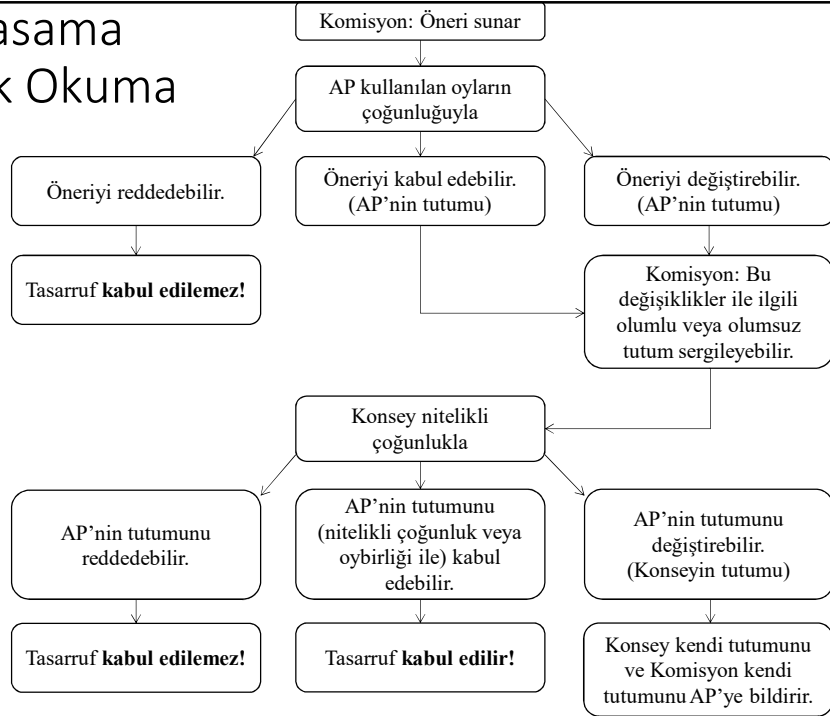 asama
k Okuma
Komisyon: Öneri sunar
AP kullanılan oyların
çoğunluğuyla
Öneriyi reddedebilir.
Öneriyi kabul edebilir.
(AP’nin tutumu)
Öneriyi değiştirebilir.
(AP’nin tutumu)
Tasarruf kabul edilemez!
Komisyon: Bu
değişiklikler ile ilgili
olumlu veya olumsuz
tutum sergileyebilir.
Konsey nitelikli
çoğunlukla
AP’nin tutumunu
reddedebilir.
AP’nin tutumunu
(nitelikli çoğunluk veya
oybirliği ile) kabul
edebilir.
AP’nin tutumunu
değiştirebilir.
(Konseyin tutumu)
Tasarruf kabul edilemez!
Tasarruf kabul edilir!
Konsey kendi tutumunu
ve Komisyon kendi
tutumunu AP’ye bildirir.